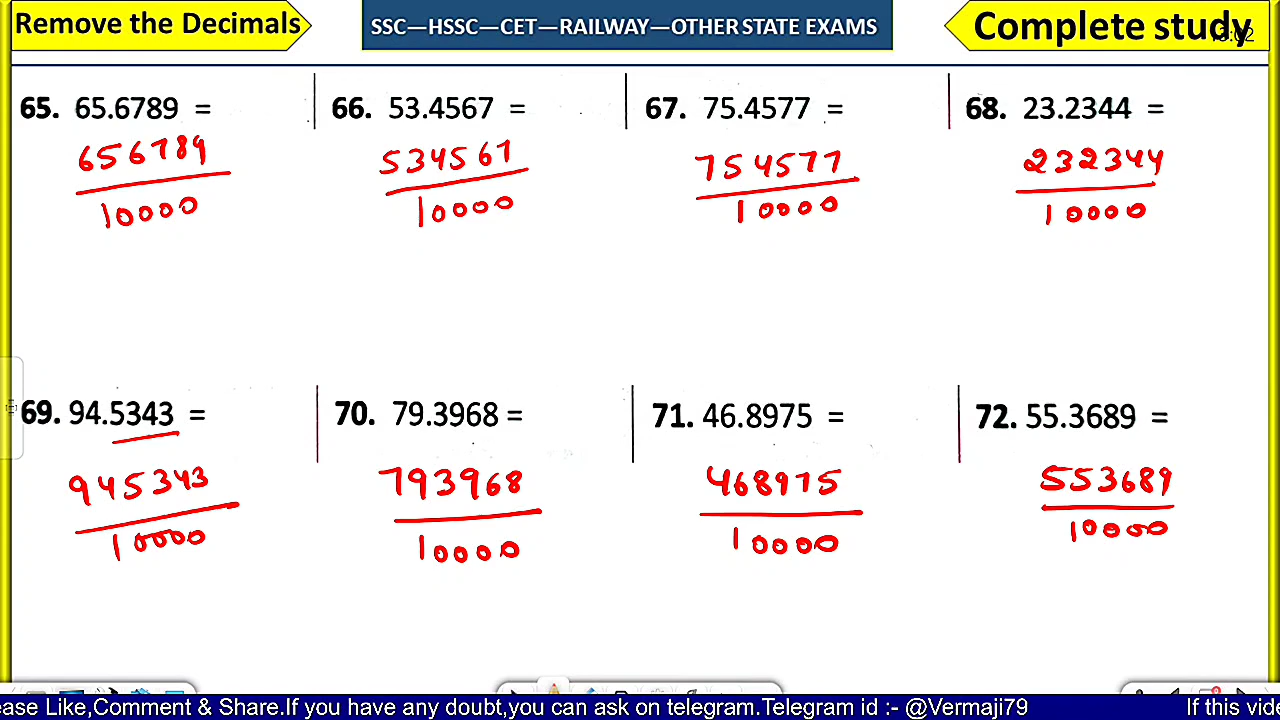 Remove the Decimals
SSC—HSSC—CET—RAILWAY—OTHER STATE EXAMS
Complete study
65. 65.6789 =
656789
10000
66. 53.4567 =
534567
10000
67. 75.4577 =
754577
10000
68. 23.2344 =
232344
10000
69. 94.5343 =
945343
10000
70. 79.3968 =
793968
10000
71. 46.8975 =
468975
10000
72. 55.3689 =
553689
10000
ease Like,Comment & Share.If you have any doubt,you can ask on telegram.Telegram id :- @Vermaji79 If this vide